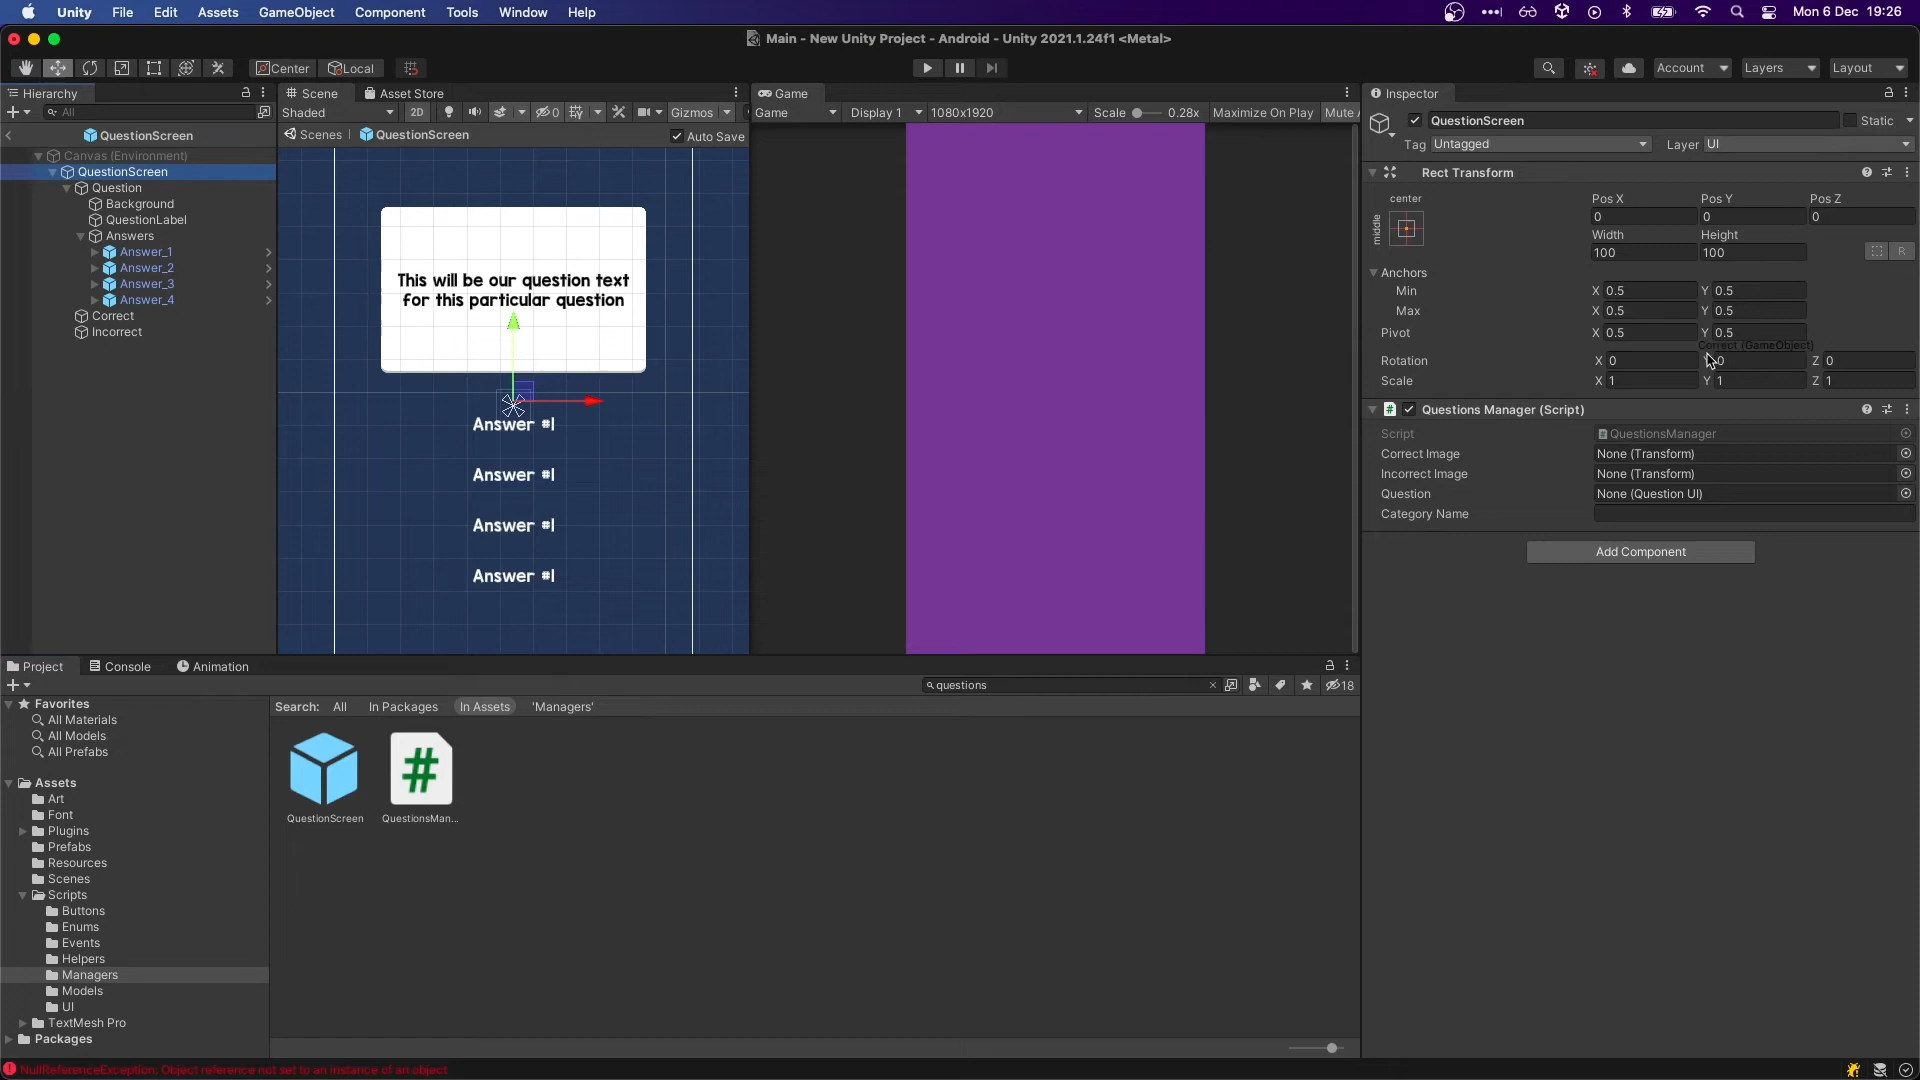 Unity File Edit Assets GameObject Component Tools Window Help Mon 6 Dec 19:26
Main - New Unity Project - Android - Unity 2021.1.24f1 <Metal>
Center Local Account Layers Layout
Hierarchy
All
QuestionScreen
Canvas (Environment)
QuestionScreen
Question
Background
QuestionLabel
Answers
Answer_1
Answer_2
Answer_3
Answer_4
Correct
Incorrect
Scene Asset Store
Shaded 2D 0 Gizmos
Scenes QuestionScreen Auto Save
This will be our question text
for this particular question
Answer #1
Answer #1
Answer #1
Answer #1
Game
Game Display 1 1080x1920 Scale 0.28x Maximize On Play Mute
Inspector
QuestionScreen Static
Tag Untagged Layer UI
Rect Transform
center Pos X Pos Y Pos Z
middle
0 0 0
Width Height
100 100 R
Anchors
Min X 0.5 Y 0.5
Max X 0.5 Y 0.5
Pivot X 0.5 Y 0.5
Correct (GameObject)
Rotation X 0 0 Z 0
Scale X 1 Y 1 Z 1
# Questions Manager (Script)
Script QuestionsManager
Correct Image None (Transform)
Incorrect Image None (Transform)
Question None (Question UI)
Category Name
Add Component
Project Console Animation
questions 18
Favorites
All Materials
All Models
All Prefabs
Assets
Art
Font
Plugins
Prefabs
Resources
Scenes
Scripts
Buttons
Enums
Events
Helpers
Managers
Models
UI
TextMesh Pro
Packages
Search: All In Packages In Assets 'Managers'
#
QuestionScreen QuestionsMan...
NullReferenceException: Object reference not set to an instance of an object